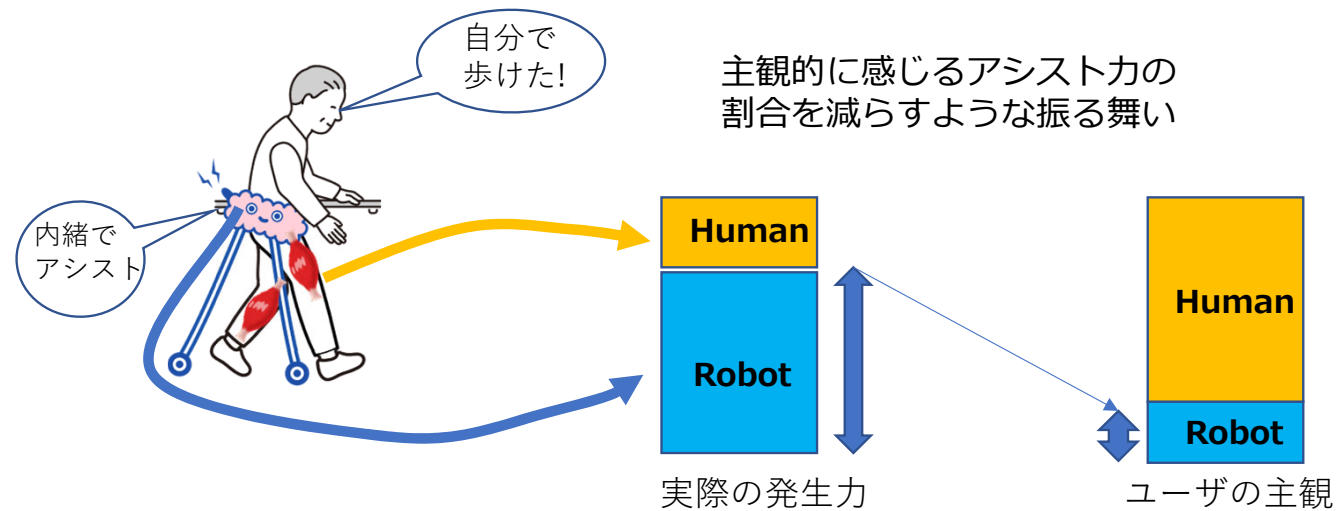 自分で
歩けた!
主観的に感じるアシスト力の
割合を減らすような振る舞い
内緒で
アシスト
Human
Robot
実際の発生力
Human
Robot
ユーザの主観